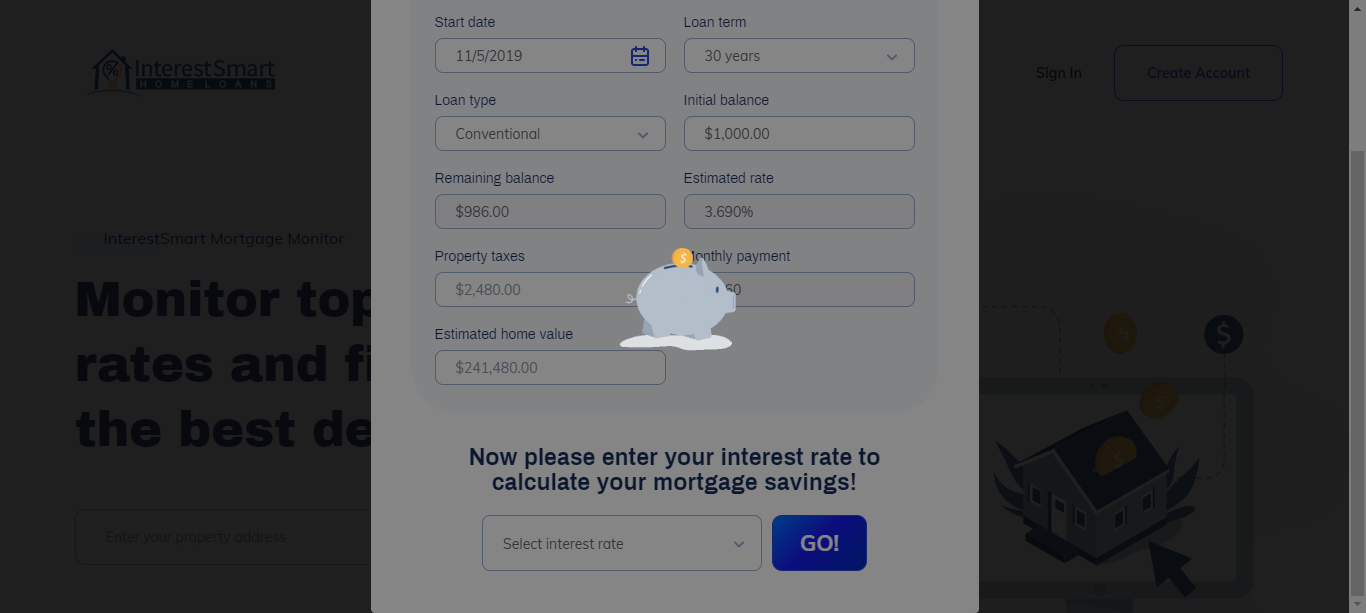 Start date
Loan term
11/5/2019
30 years
InterestSmart
HOME LOANS
Sign In
Create Account
Loan type
Initial balance
Conventional
$1,000.00
Remaining balance
Estimated rate
$986.00
3.690%
InterestSmart Mortgage Monitor
Property taxes
Monthly payment
$2,480.00
60
Monitor top
rates and fi
the best de
Estimated home value
$241,480.00
Now please enter your interest rate to
calculate your mortgage savings!
Enter your property address
Select interest rate
GO!